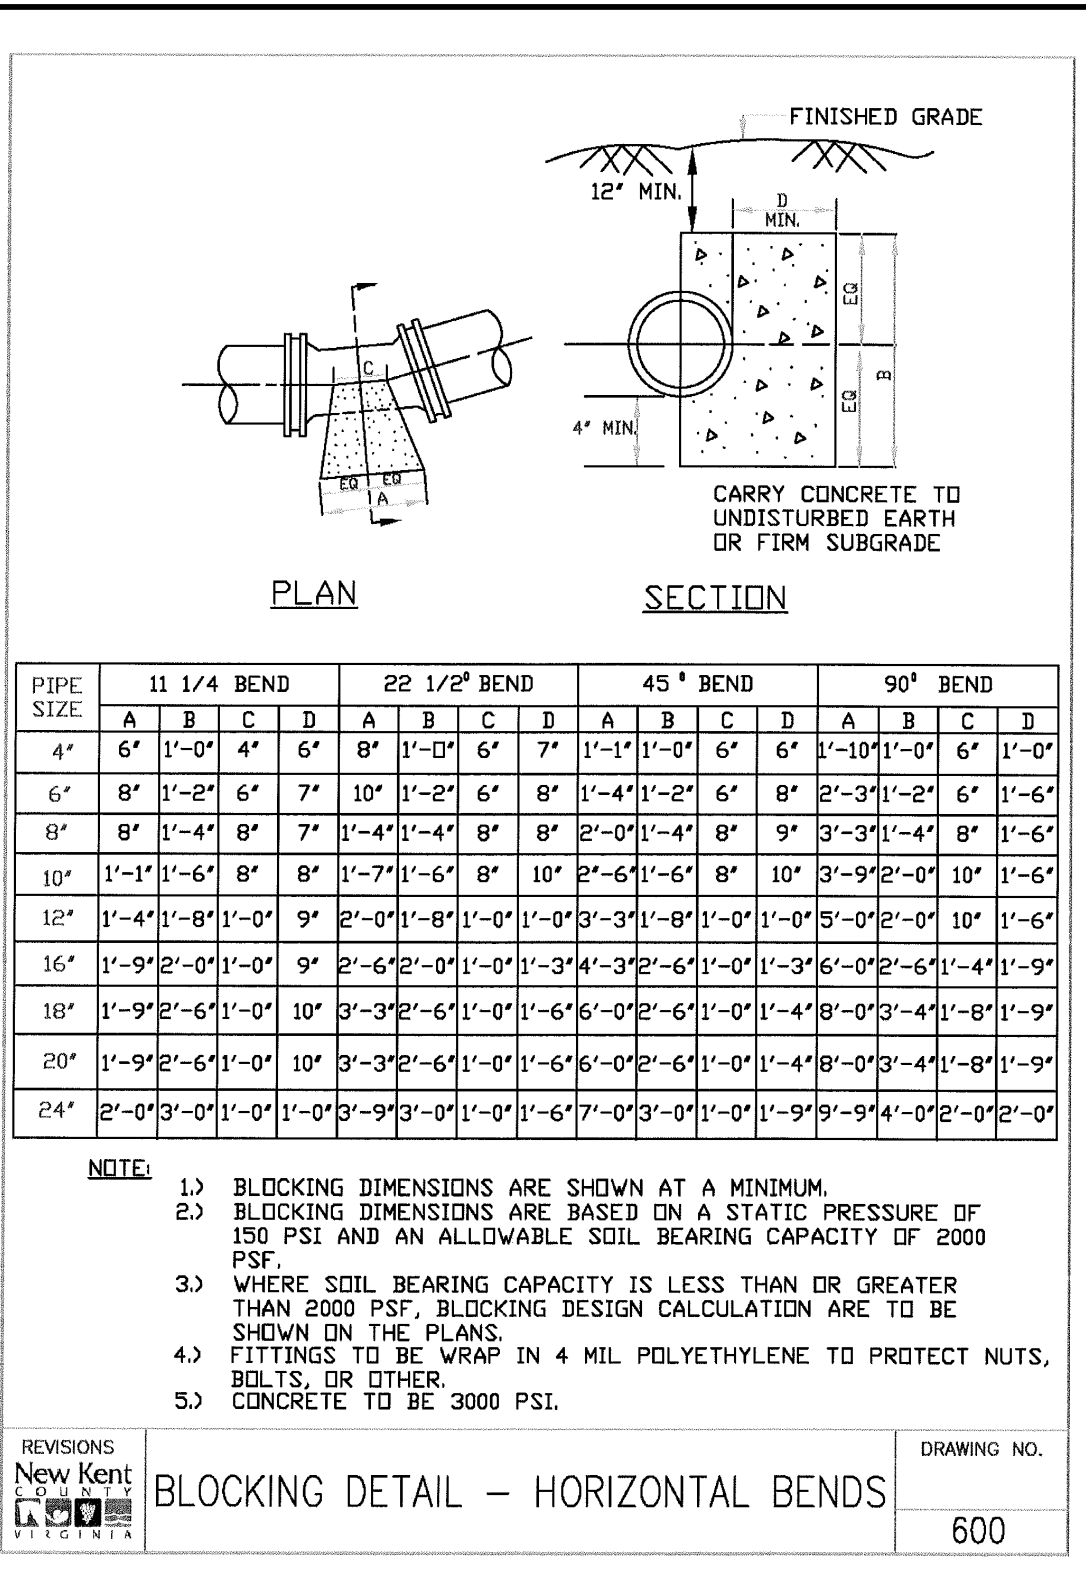 FINISHED GRADE
12" MIN.
D
MIN.
EQ
B
EQ
4" MIN.
C
EQ EQ
A
CARRY CONCRETE TO
UNDISTURBED EARTH
OR FIRM SUBGRADE
PLAN
SECTION
PIPE SIZE 11 1/4 BEND 22 1/2° BEND 45 ° BEND 90° BEND
A B C D A B C D A B C D A B C D
4" 6" 1'-0" 4" 6" 8" 1'-0" 6" 7" 1'-1" 1'-0" 6" 6" 1'-10" 1'-0" 6" 1'-0"
6" 8" 1'-2" 6" 7" 10" 1'-2" 6" 8" 1'-4" 1'-2" 6" 8" 2'-3" 1'-2" 6" 1'-6"
8" 8" 1'-4" 8" 7" 1'-4" 1'-4" 8" 8" 2'-0" 1'-4" 8" 9" 3'-3" 1'-4" 8" 1'-6"
10" 1'-1" 1'-6" 8" 8" 1'-7" 1'-6" 8" 10" 2"-6" 1'-6" 8" 10" 3'-9" 2'-0" 10" 1'-6"
12" 1'-4" 1'-8" 1'-0" 9" 2'-0" 1'-8" 1'-0" 1'-0" 3'-3" 1'-8" 1'-0" 1'-0" 5'-0" 2'-0" 10" 1'-6"
16" 1'-9" 2'-0" 1'-0" 9" 2'-6" 2'-0" 1'-0" 1'-3" 4'-3" 2'-6" 1'-0" 1'-3" 6'-0" 2'-6" 1'-4" 1'-9"
18" 1'-9" 2'-6" 1'-0" 10" 3'-3" 2'-6" 1'-0" 1'-6" 6'-0" 2'-6" 1'-0" 1'-4" 8'-0" 3'-4" 1'-8" 1'-9"
20" 1'-9" 2'-6" 1'-0" 10" 3'-3" 2'-6" 1'-0" 1'-6" 6'-0" 2'-6" 1'-0" 1'-4" 8'-0" 3'-4" 1'-8" 1'-9"
24" 2'-0" 3'-0" 1'-0" 1'-0" 3'-9" 3'-0" 1'-0" 1'-6" 7'-0" 3'-0" 1'-0" 1'-9" 9'-9" 4'-0" 2'-0" 2'-0"
NOTE:
1.) BLOCKING DIMENSIONS ARE SHOWN AT A MINIMUM.
2.) BLOCKING DIMENSIONS ARE BASED ON A STATIC PRESSURE OF
150 PSI AND AN ALLOWABLE SOIL BEARING CAPACITY OF 2000
PSF.
3.) WHERE SOIL BEARING CAPACITY IS LESS THAN OR GREATER
THAN 2000 PSF, BLOCKING DESIGN CALCULATION ARE TO BE
SHOWN ON THE PLANS.
4.) FITTINGS TO BE WRAP IN 4 MIL POLYETHYLENE TO PROTECT NUTS,
BOLTS, OR OTHER.
5.) CONCRETE TO BE 3000 PSI.
REVISIONS
New Kent
COUNTY
VIRGINIA
BLOCKING DETAIL – HORIZONTAL BENDS
DRAWING NO.
600